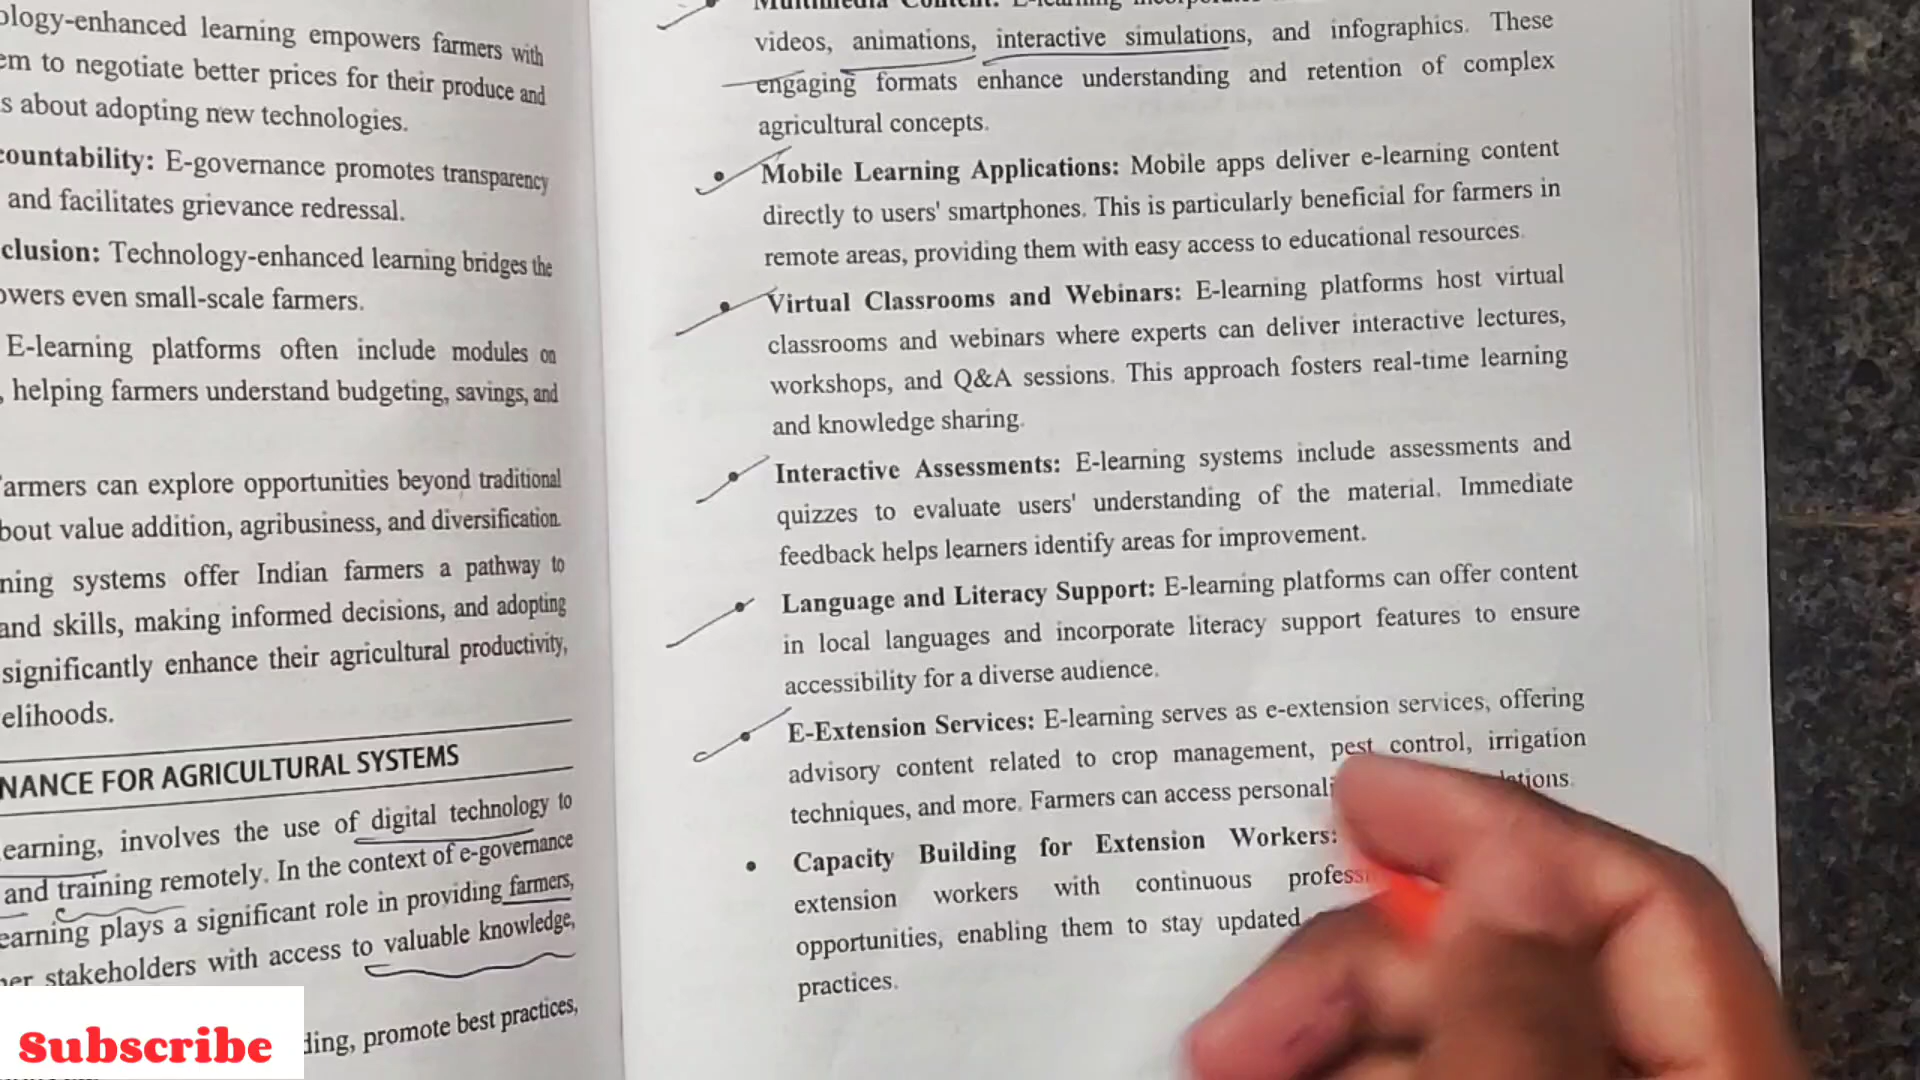 ology-enhanced learning empowers farmers with
em to negotiate better prices for their produce and
s about adopting new technologies.
countability: E-governance promotes transparency
and facilitates grievance redressal.
clusion: Technology-enhanced learning bridges the
owers even small-scale farmers.
E-learning platforms often include modules on
, helping farmers understand budgeting, savings, and
armers can explore opportunities beyond traditional
bout value addition, agribusiness, and diversification.
ning systems offer Indian farmers a pathway to
and skills, making informed decisions, and adopting
significantly enhance their agricultural productivity,
elihoods.
NANCE FOR AGRICULTURAL SYSTEMS
earning, involves the use of digital technology to
and training remotely. In the context of e-governance
earning plays a significant role in providing farmers,
her stakeholders with access to valuable knowledge,
ding, promote best practices,
Subscribe
Multimedia Content: E-learning
videos, animations, interactive simulations, and infographics. These
engaging formats enhance understanding and retention of complex
agricultural concepts.
• Mobile Learning Applications: Mobile apps deliver e-learning content
directly to users' smartphones. This is particularly beneficial for farmers in
remote areas, providing them with easy access to educational resources.
• Virtual Classrooms and Webinars: E-learning platforms host virtual
classrooms and webinars where experts can deliver interactive lectures,
workshops, and Q&A sessions. This approach fosters real-time learning
and knowledge sharing.
• Interactive Assessments: E-learning systems include assessments and
quizzes to evaluate users' understanding of the material. Immediate
feedback helps learners identify areas for improvement.
• Language and Literacy Support: E-learning platforms can offer content
in local languages and incorporate literacy support features to ensure
accessibility for a diverse audience.
• E-Extension Services: E-learning serves as e-extension services, offering
advisory content related to crop management, pest control, irrigation
techniques, and more. Farmers can access personali ations.
• Capacity Building for Extension Workers:
extension workers with continuous profess
opportunities, enabling them to stay updated
practices.